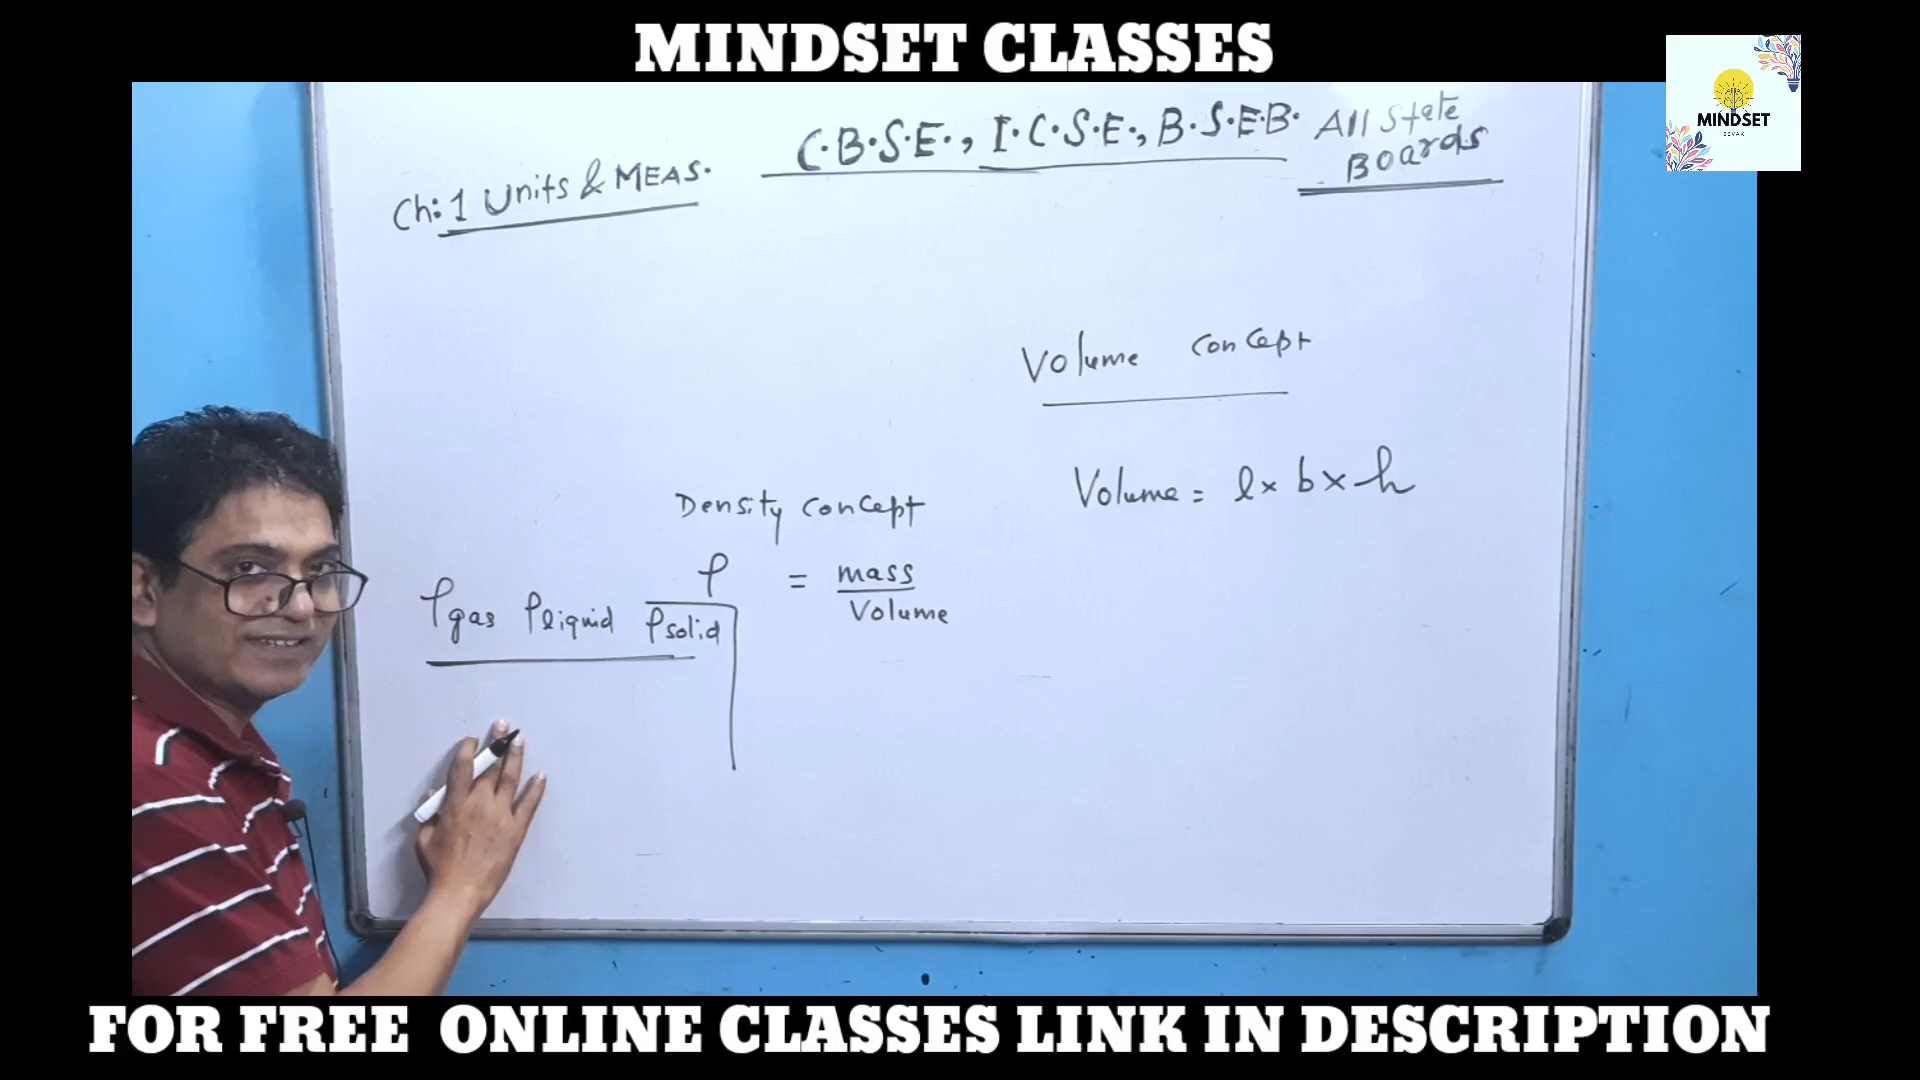 MINDSET CLASSES
MINDSET
SEVAK
C.B.S.E., I.C.S.E., B.S.E.B. All State
Boards
Ch: 1 Units & MEAS.
Volume concept
Volume = l × b × h
Density concept
ρ = mass
Volume
ρgas ρliquid ρsolid
FOR FREE ONLINE CLASSES LINK IN DESCRIPTION